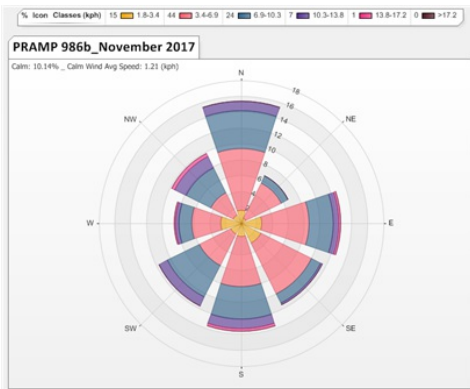 % Icon Classes (kph) 15 1.8-3.4 44 3.4-6.9 24 6.9-10.3 7 10.3-13.8 1 13.8-17.2 0 >17.2
PRAMP 986b_November 2017
Calm: 10.14% _ Calm Wind Avg Speed: 1.21 (kph)
N
18
16
NW
14
NE
12
10
8
6
4
W
E
SW
SE
S